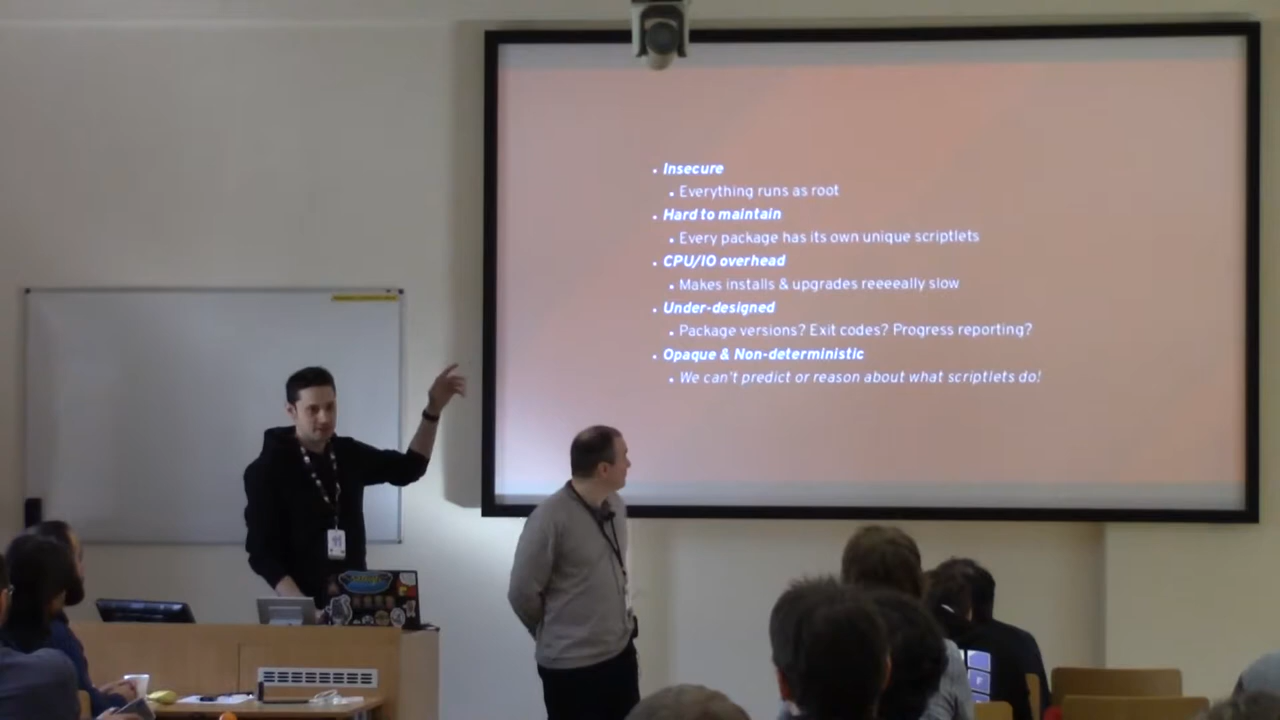 Insecure
Everything runs as root
Hard to maintain
Every package has its own unique scriptlets
CPU/IO overhead
Makes installs & upgrades reeeeally slow
Under-designed
Package versions? Exit codes? Progress reporting?
Opaque & Non-deterministic
We can't predict or reason about what scriptlets do!